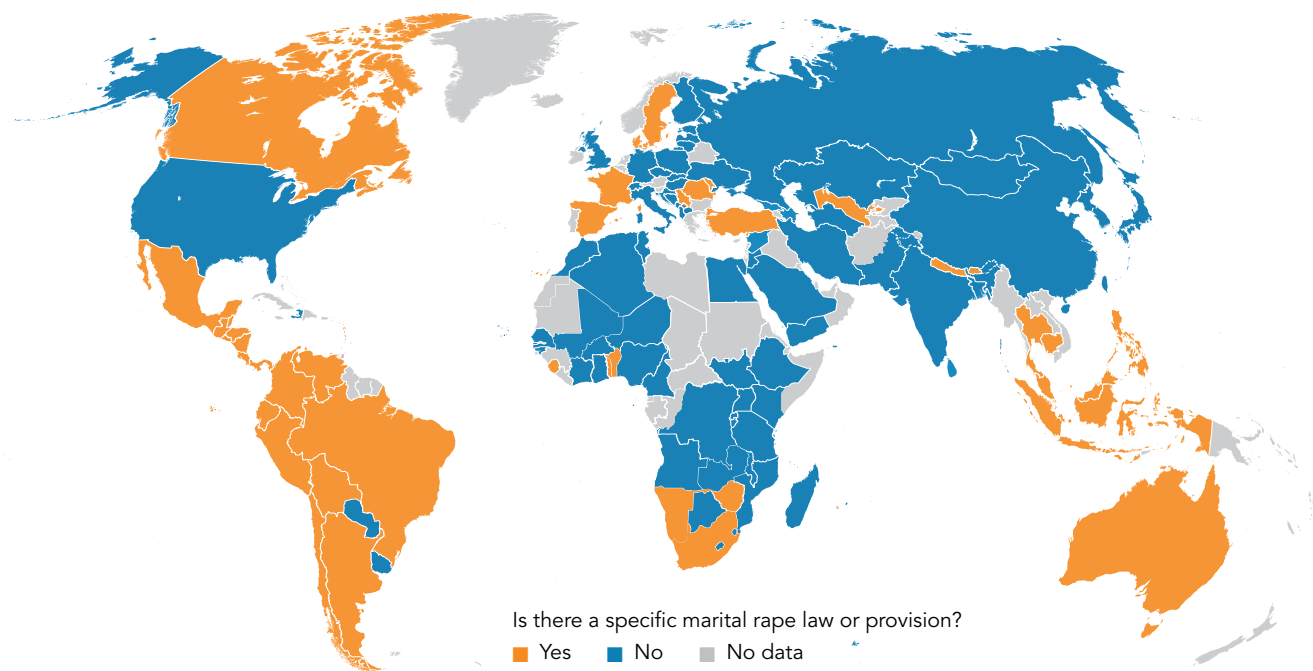 Is there a specific marital rape law or provision?
Yes No No data